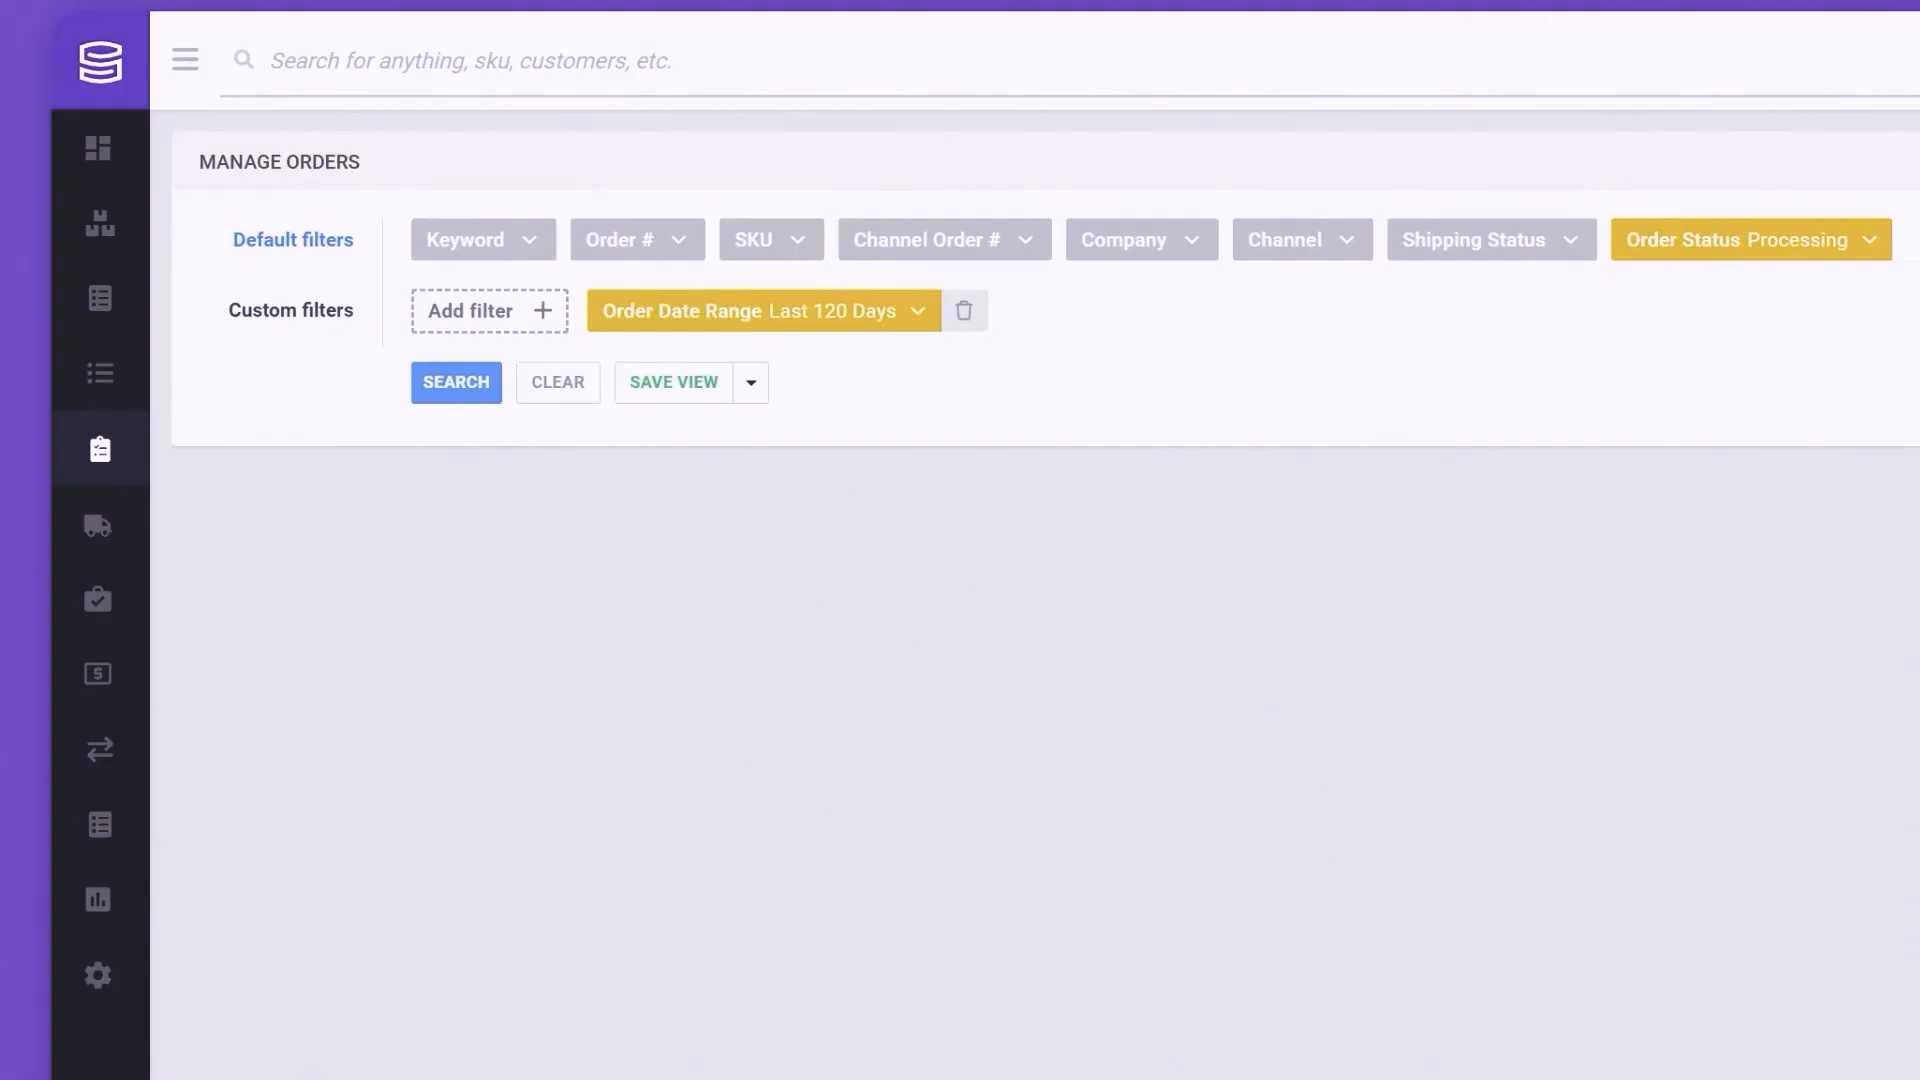 Search for anything, sku, customers, etc.
MANAGE ORDERS
Default filters Keyword Order # SKU Channel Order # Company Channel Shipping Status Order Status Processing
Custom filters Add filter + Order Date Range Last 120 Days
SEARCH CLEAR SAVE VIEW